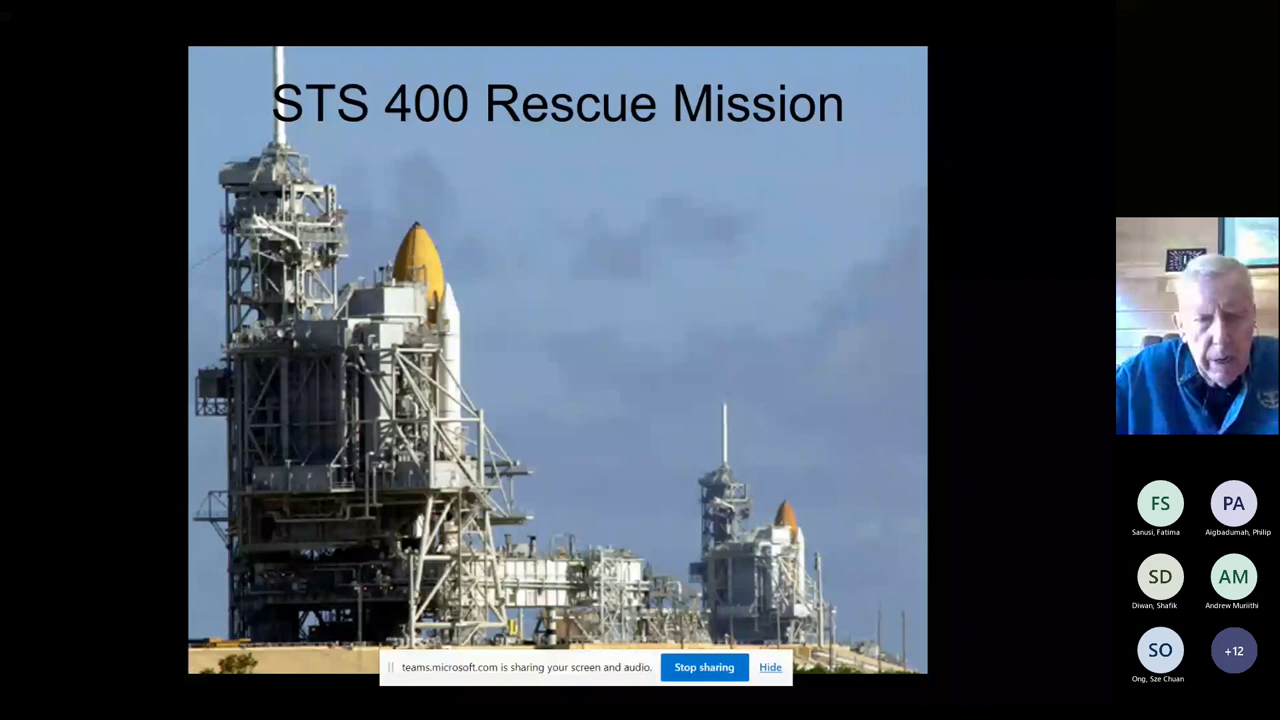 STS 400 Rescue Mission
teams.microsoft.com is sharing your screen and audio.
Stop sharing
Hide
FS
PA
Sanusi, Fatima
Aigbadumah, Philip
SD
AM
Diwan, Shafik
Andrew Muriithi
SO
+12
Ong, Sze Chuan